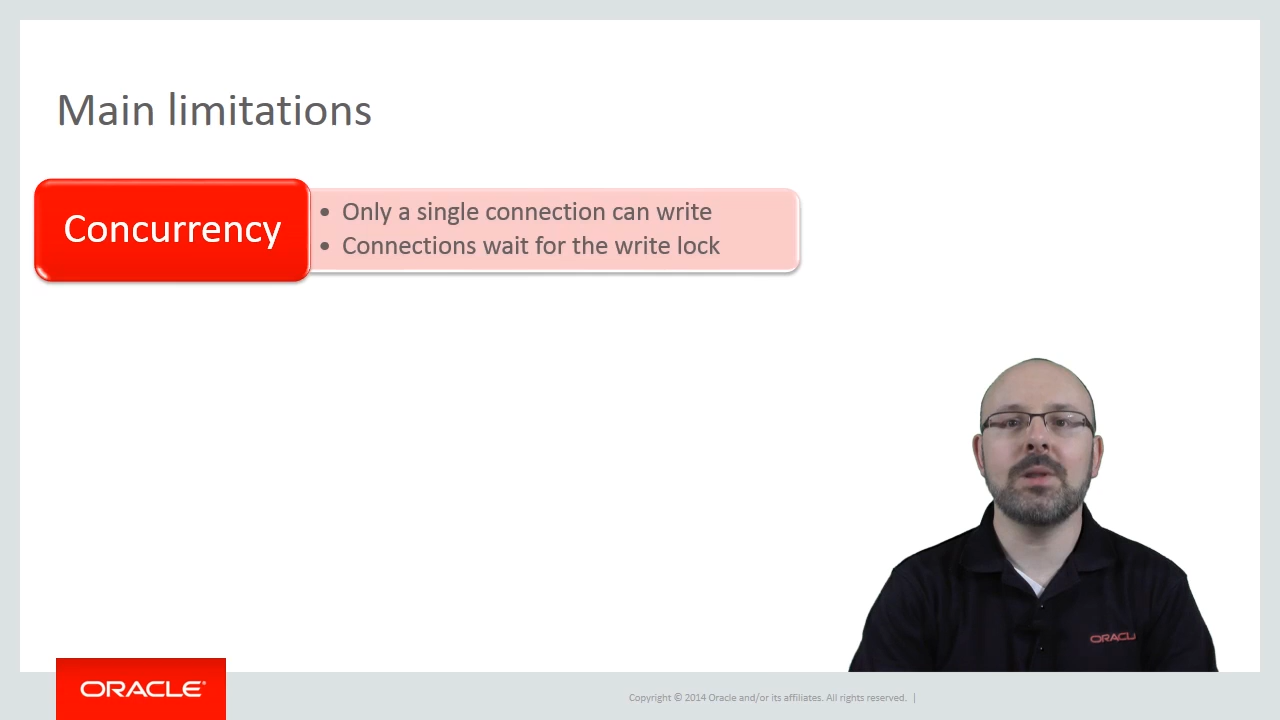 Main limitations
Concurrency
• Only a single connection can write
• Connections wait for the write lock
ORACL
ORACLE®
Copyright © 2014 Oracle and/or its affiliates. All rights reserved. |